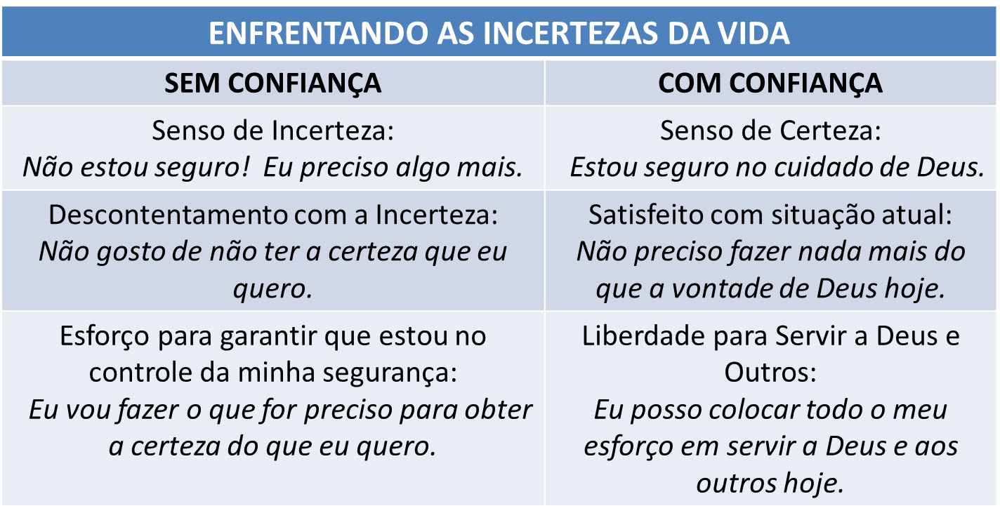 ENFRENTANDO AS INCERTEZAS DA VIDA
SEM CONFIANÇA
COM CONFIANÇA
Senso de Incerteza:
Não estou seguro!  Eu preciso algo mais.
Senso de Certeza:
Estou seguro no cuidado de Deus.
Descontentamento com a Incerteza:
Não gosto de não ter a certeza que eu
quero.
Satisfeito com situação atual:
Não preciso fazer nada mais do
que a vontade de Deus hoje.
Esforço para garantir que estou no
controle da minha segurança:
Eu vou fazer o que for preciso para obter
a certeza do que eu quero.
Liberdade para Servir a Deus e
Outros:
Eu posso colocar todo o meu
esforço em servir a Deus e aos
outros hoje.